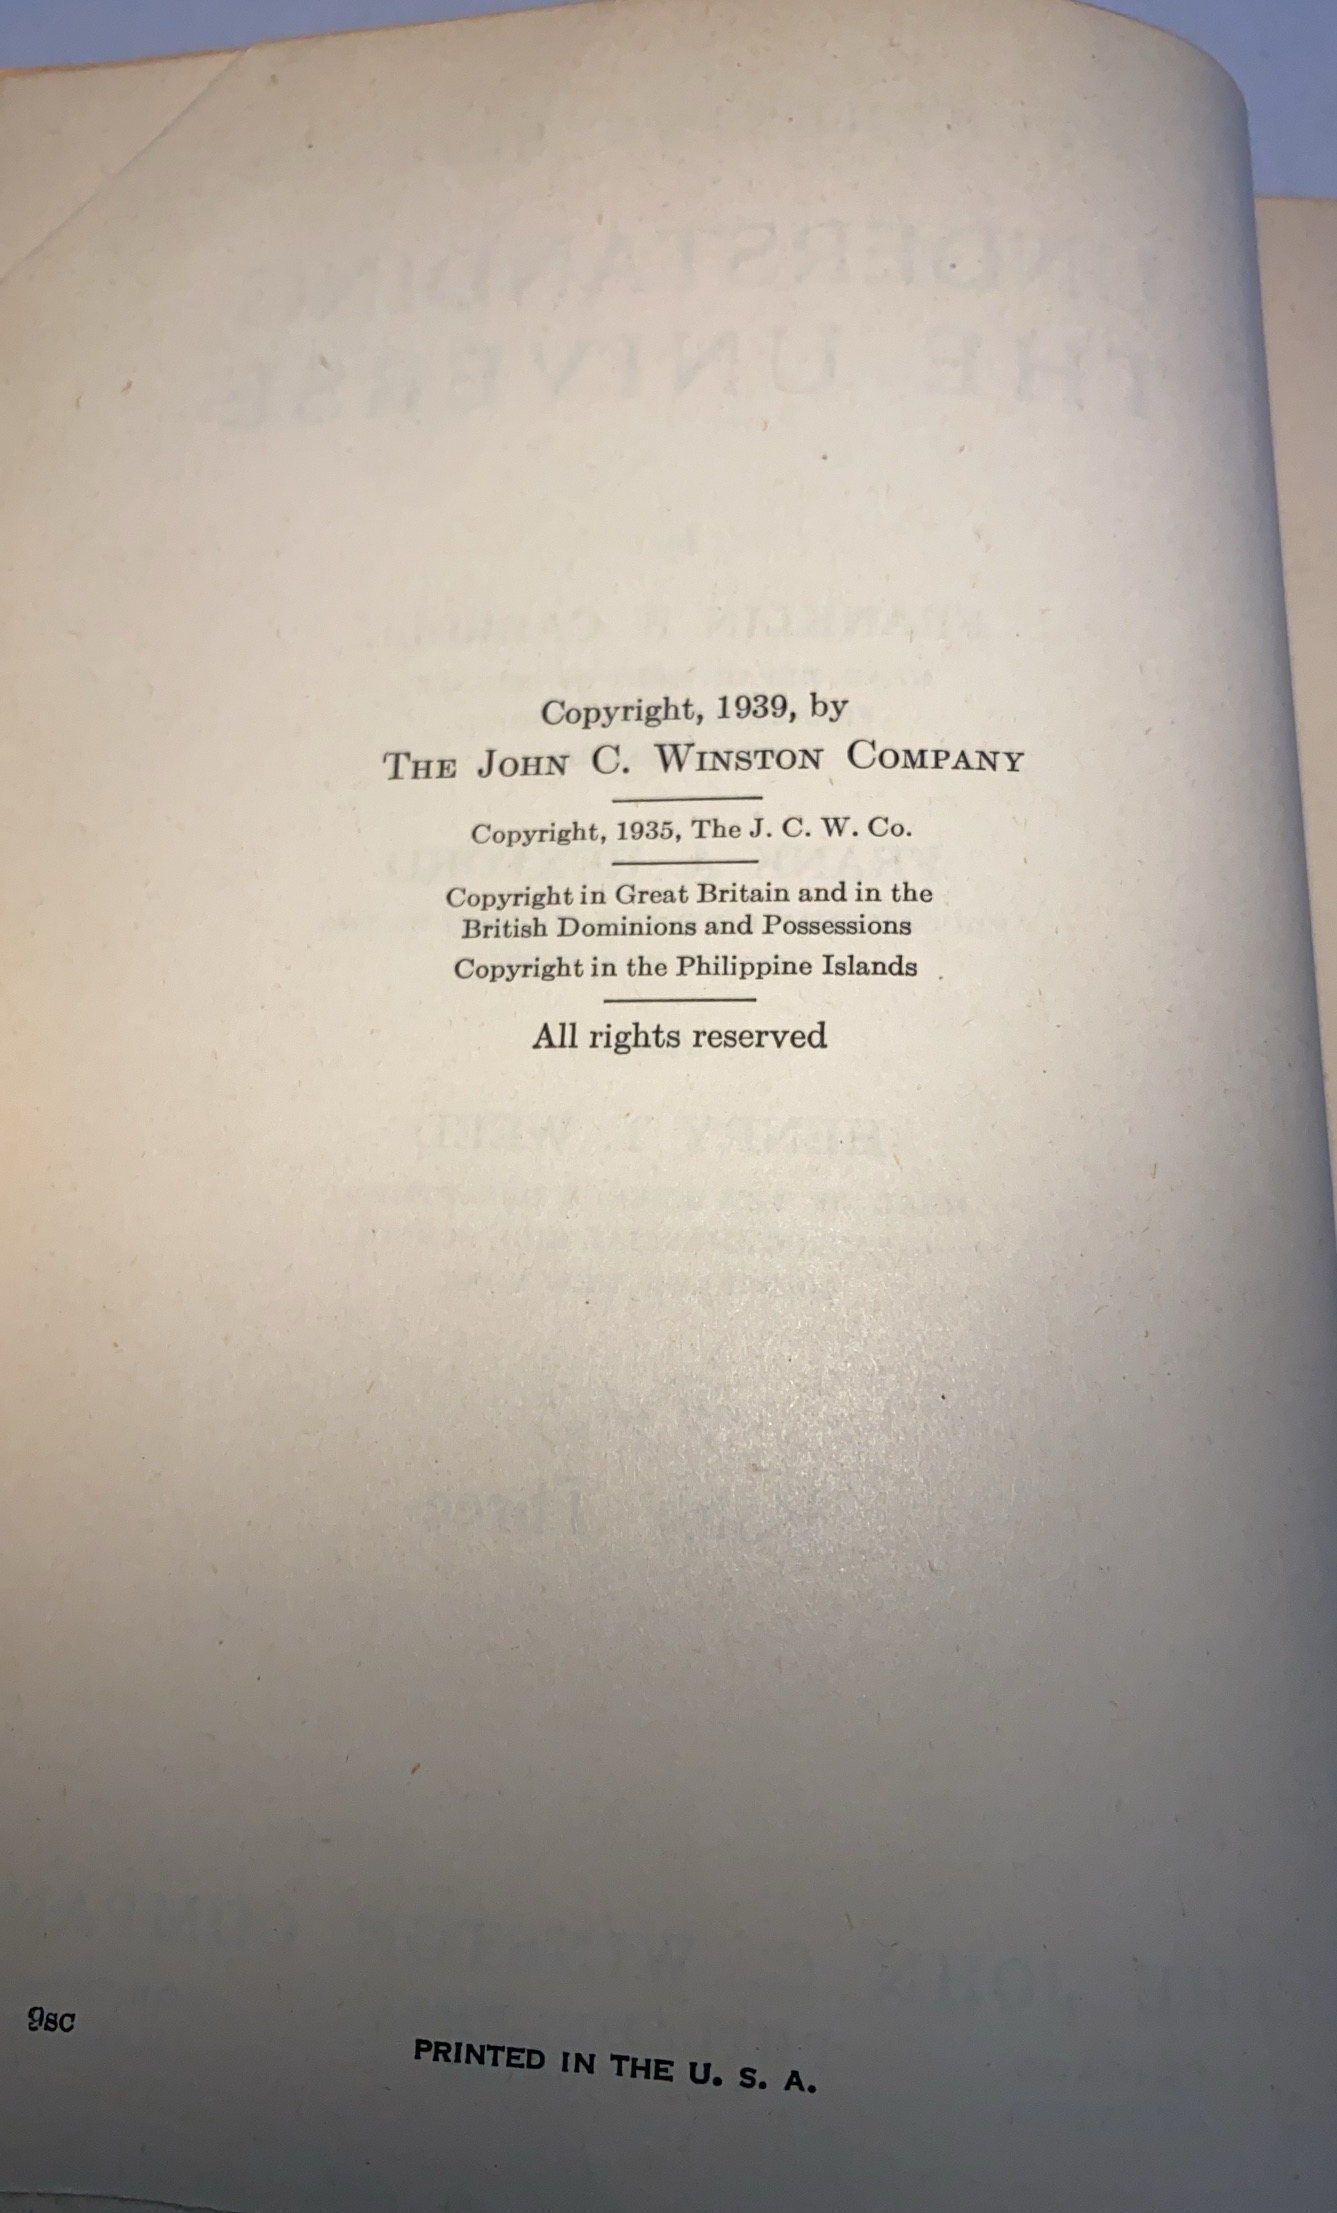 Copyright, 1939, by
THE JOHN C. WINSTON COMPANY
Copyright, 1935, The J. C. W. Co.
Copyright in Great Britain and in the
British Dominions and Possessions
Copyright in the Philippine Islands
All rights reserved
9sc
PRINTED IN THE U. S. A.